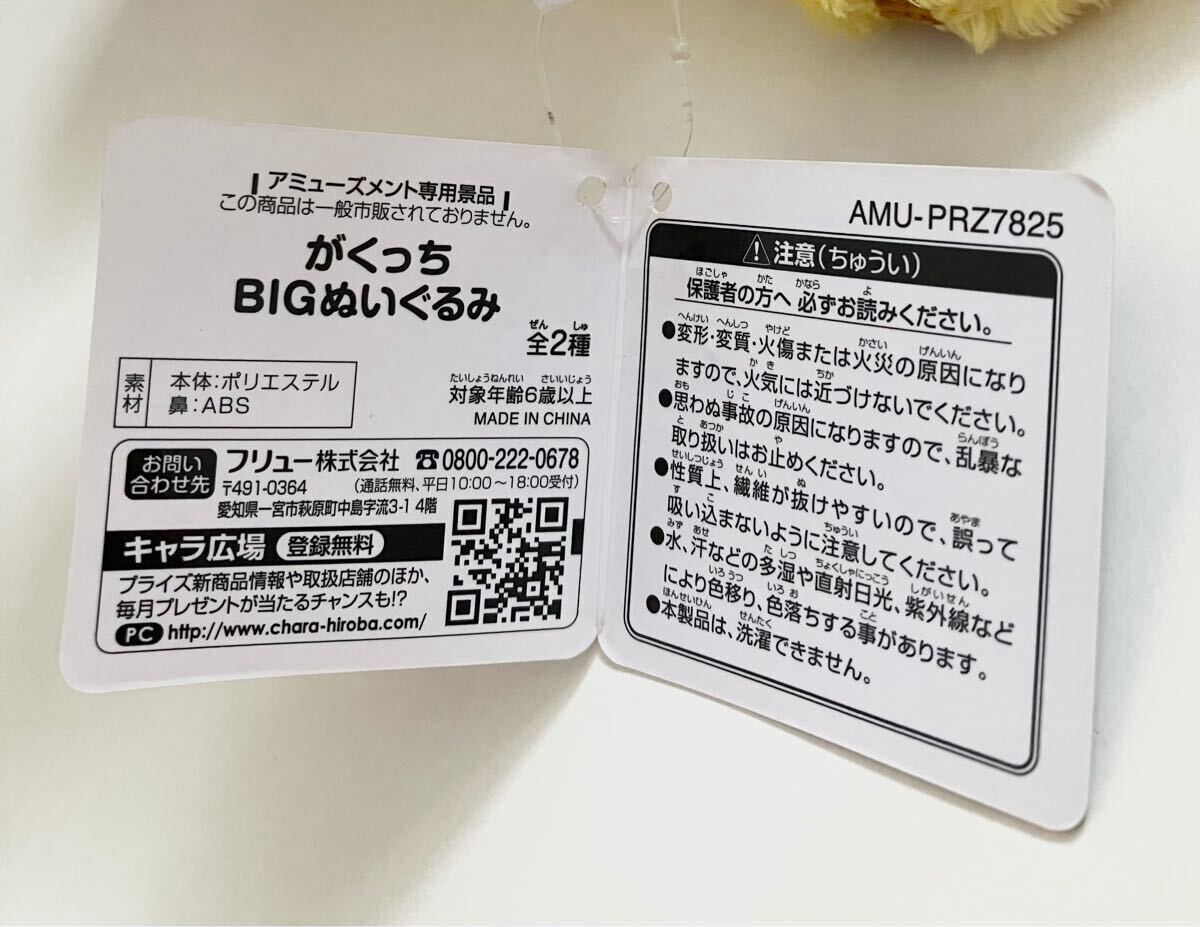 アミューズメント専用景品
この商品は一般市販されておりません。
がくっち
BIGぬいぐるみ
ぜん しゅ
全2種
素材
本体:ポリエステル
鼻:ABS
たいしょうねんれい さいいじょう
対象年齢6歳以上
MADE IN CHINA
お問い合わせ先
フリュー株式会社 ☎0800-222-0678
〒491-0364 (通話無料、平日10:00〜18:00受付)
愛知県一宮市萩原町中島字流3-1 4階
キャラ広場 登録無料
プライズ新商品情報や取扱店舗のほか、
毎月プレゼントが当たるチャンスも!?
PC http://www.chara-hiroba.com/
AMU-PRZ7825
注意(ちゅうい)
ほごしゃ かた かなら よ
保護者の方へ 必ずお読みください。
へんけい へんしつ やけど かさい げんいん
●変形・変質・火傷または火災の原因になり
かき ちか
ますので、火気には近づけないでください。
おも じこ げんいん らんぼう
●思わぬ事故の原因になりますので、乱暴な
と あつか や
取り扱いはお止めください。
せいしつじょう せんい ぬ あやま
●性質上、繊維が抜けやすいので、誤って
す こ ちゅうい
吸い込まないように注意してください。
みず あせ たしつ ちょくしゃにっこう しがいせん
●水、汗などの多湿や直射日光、紫外線など
いろうつ いろお こと
により色移り、色落ちする事があります。
ほんせいひん せんたく
●本製品は、洗濯できません。